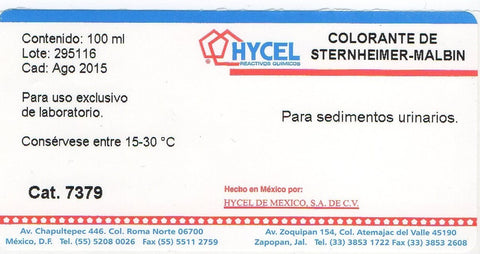 Contenido: 100 ml
Lote: 295116
Cad: Ago 2015
HYCEL
REACTIVOS QUIMICOS
COLORANTE DE
STERNHEIMER-MALBIN
Para uso exclusivo
de laboratorio.
Consérvese entre 15-30 °C
Para sedimentos urinarios.
Cat. 7379
Hecho en México por:
HYCEL DE MEXICO, S.A. DE C.V.
Av. Chapultepec 446. Col. Roma Norte 06700
México, D.F. Tel. (55) 5208 0026 Fax (55) 5511 2759
Av. Zoquipan 154, Col. Atemajac del Valle 45190
Zapopan, Jal. Tel. (33) 3853 1722 Fax (33) 3853 2608